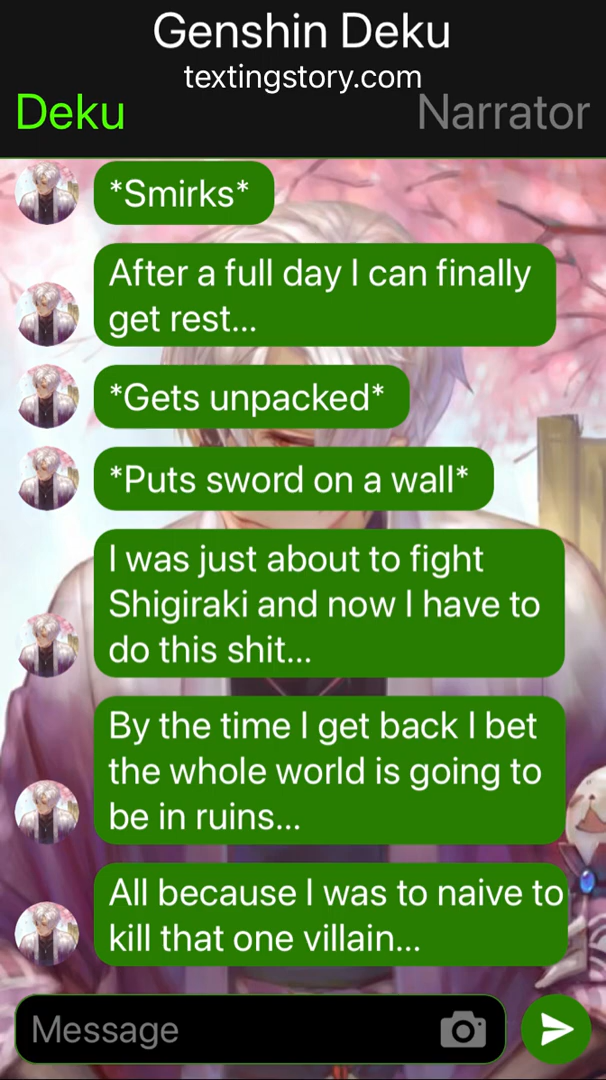 Genshin Deku
textingstory.com
Deku
Narrator
*Smirks*
After a full day I can finally
get rest...
*Gets unpacked*
*Puts sword on a wall*
I was just about to fight
Shigiraki and now I have to
do this shit...
By the time I get back I bet
the whole world is going to
be in ruins...
All because I was to naive to
kill that one villain...
Message